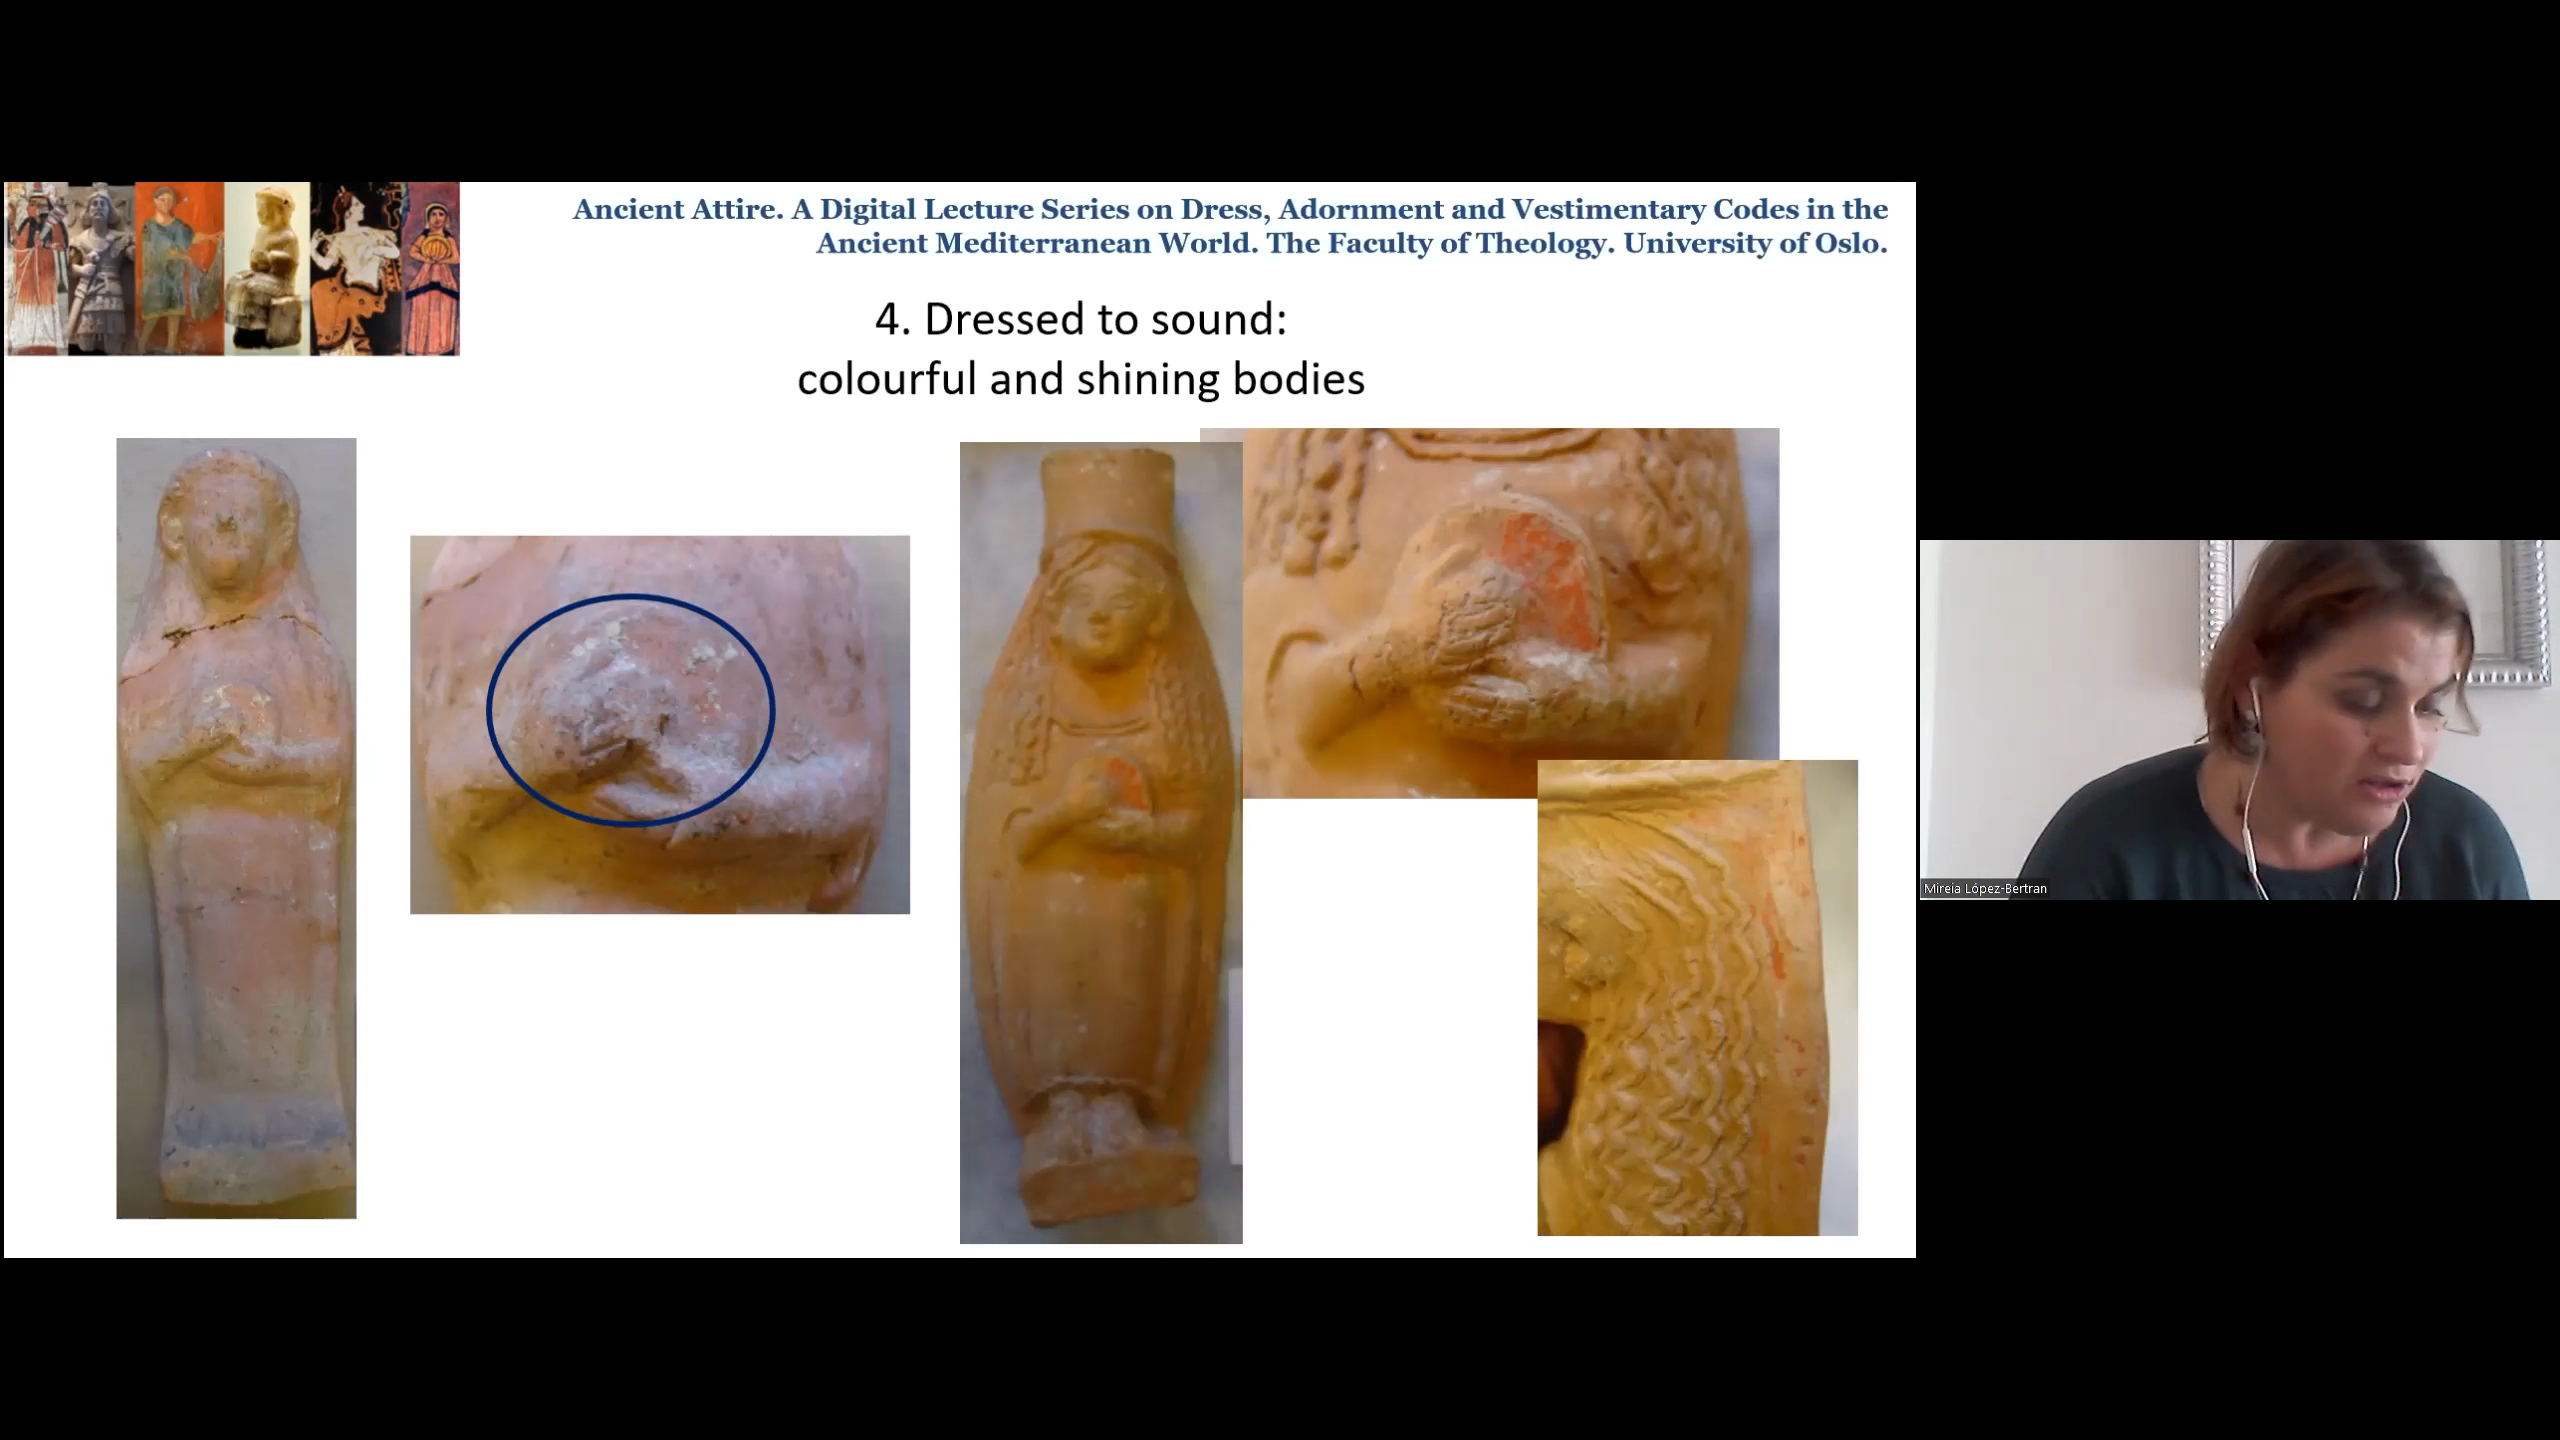 Ancient Attire. A Digital Lecture Series on Dress, Adornment and Vestimentary Codes in the
Ancient Mediterranean World. The Faculty of Theology. University of Oslo.
4. Dressed to sound:
colourful and shining bodies
Mireia López-Bertran